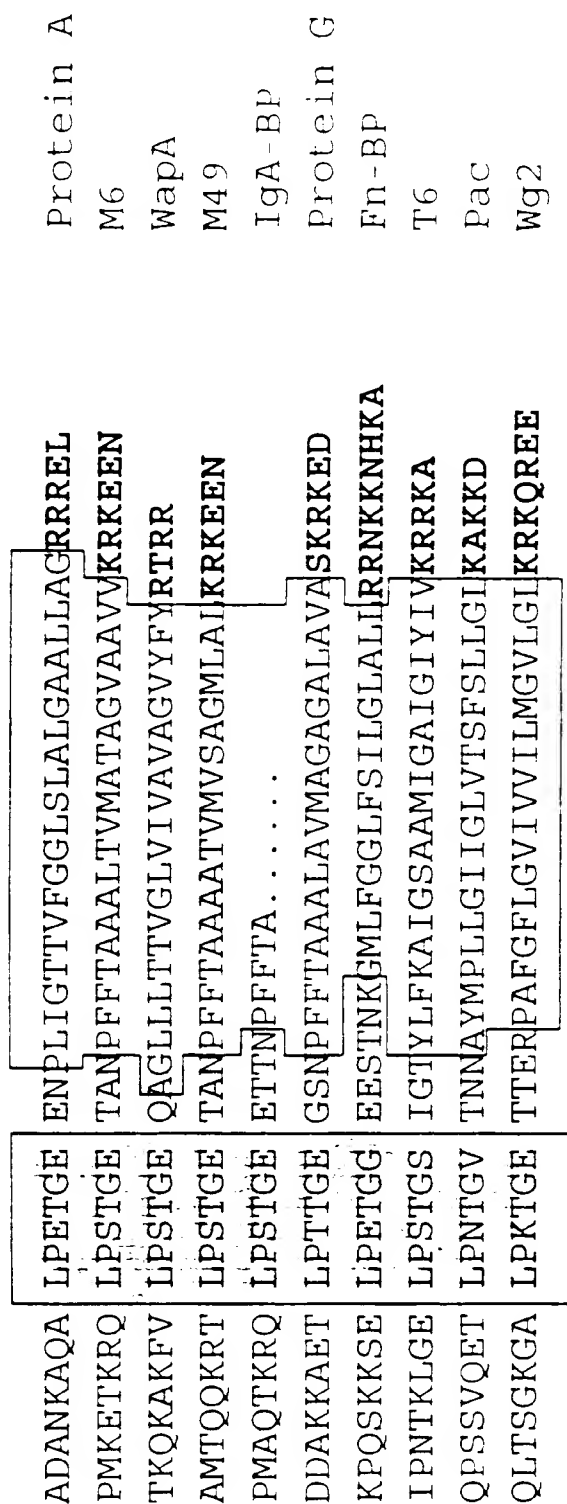 ADANKAQA LPETGE ENPLIGTTVFGGLSLALGAALLAGRRREL Protein A
PMKETKRQ LPSTGE TANPFFTAAALTVMATAGVAAVVKRKEEN M6
TKQKAKFV LPSTGE QAGLLLTTVGLVIVAVAGVYFYRTRR WapA
AMTQQKRT LPSTGE TANPFFTAAAATVMVSAGMLALKRKEEN M49
PMAQTKRQ LPSTGE ETTNPFFTA....... IgA-BP
DDAKKAET LPTTGE GSNPFFTAAALAVMAGAGALAVASKRKED Protein G
KPQSKKSE LPETGG EESTNKGMLFGGLFSILGLALLRRNKKNHKA Fn-BP
IPNTKLGE LPSTGS IGTYLFKAIGSAAMIGAIGIYIVKRRKA T6
QPSSVQET LPNTGV TNNAYMPLLGIIGLVTSFSLLGLKAKKD Pac
QLTSGKGA LPKTGE TTERPAFGFLGVIVVILMGVLGLKRKQREE Wg2